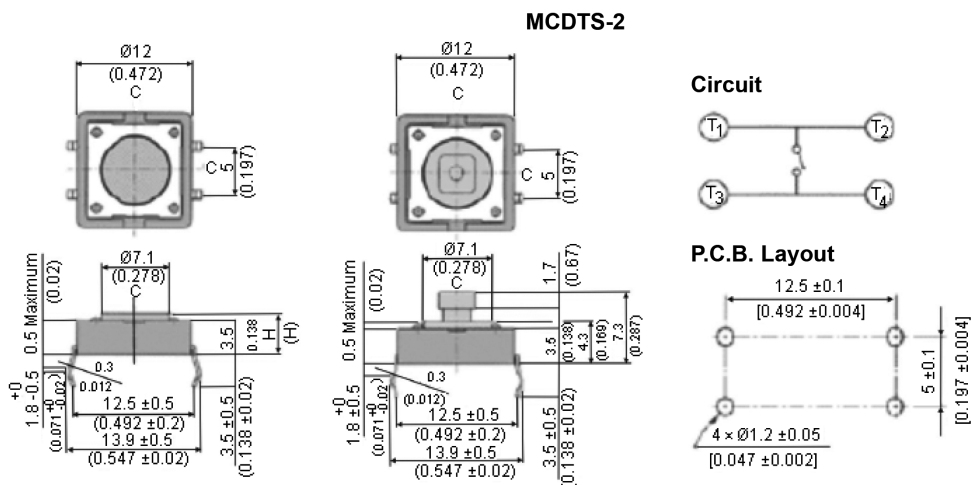 MCDTS-2
Ø12
(0.472)
C
C
5
(0.197)
Ø12
(0.472)
C
C
5
(0.197)
Circuit
T1
T2
T3
T4
0.5 Maximum
(0.02)
Ø7.1
(0.278)
C
3.5
0.138
H
(H)
+0
1.8 -0.5
+0
(0.071 -0.02)
0.3
0.012
12.5 ±0.5
(0.492 ±0.2)
13.9 ±0.5
(0.547 ±0.02)
3.5 ±0.5
(0.138 ±0.02)
0.5 Maximum
(0.02)
Ø7.1
(0.278)
C
1.7
(0.67)
3.5
(0.138)
4.3
(0.169)
7.3
(0.287)
+0
1.8 -0.5
+0
(0.071 -0.02)
0.3
(0.012)
12.5 ±0.5
(0.492 ±0.2)
13.9 ±0.5
(0.547 ±0.02)
3.5 ±0.5
(0.138 ±0.02)
P.C.B. Layout
12.5 ±0.1
[0.492 ±0.004]
5 ±0.1
[0.197 ±0.004]
4 × Ø1.2 ±0.05
[0.047 ±0.002]